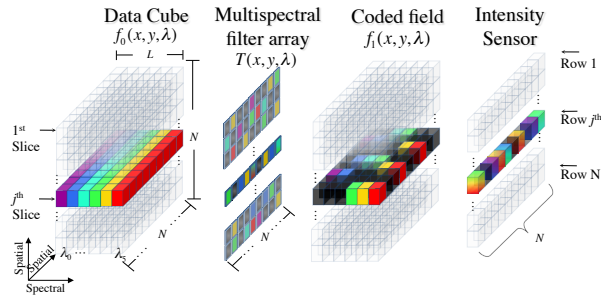 Data Cube
f₀(x, y, λ)
Multispectral
filter array
T(x, y, λ)
Coded field
f₁(x, y, λ)
Intensity
Sensor
L
N
1st
Slice
jth
Slice
N
λ₀
λ₅
N
Row 1
Row jth
Row N
N
Spatial
Spatial
Spectral